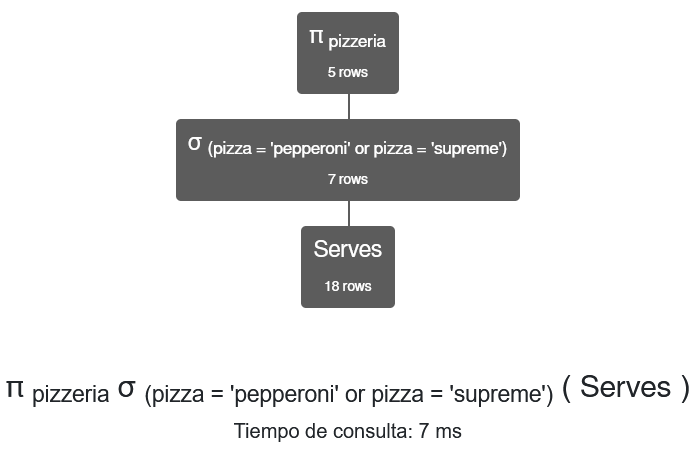 π pizzeria
5 rows
σ (pizza = 'pepperoni' or pizza = 'supreme')
7 rows
Serves
18 rows
π pizzeria σ (pizza = 'pepperoni' or pizza = 'supreme') ( Serves )
Tiempo de consulta: 7 ms